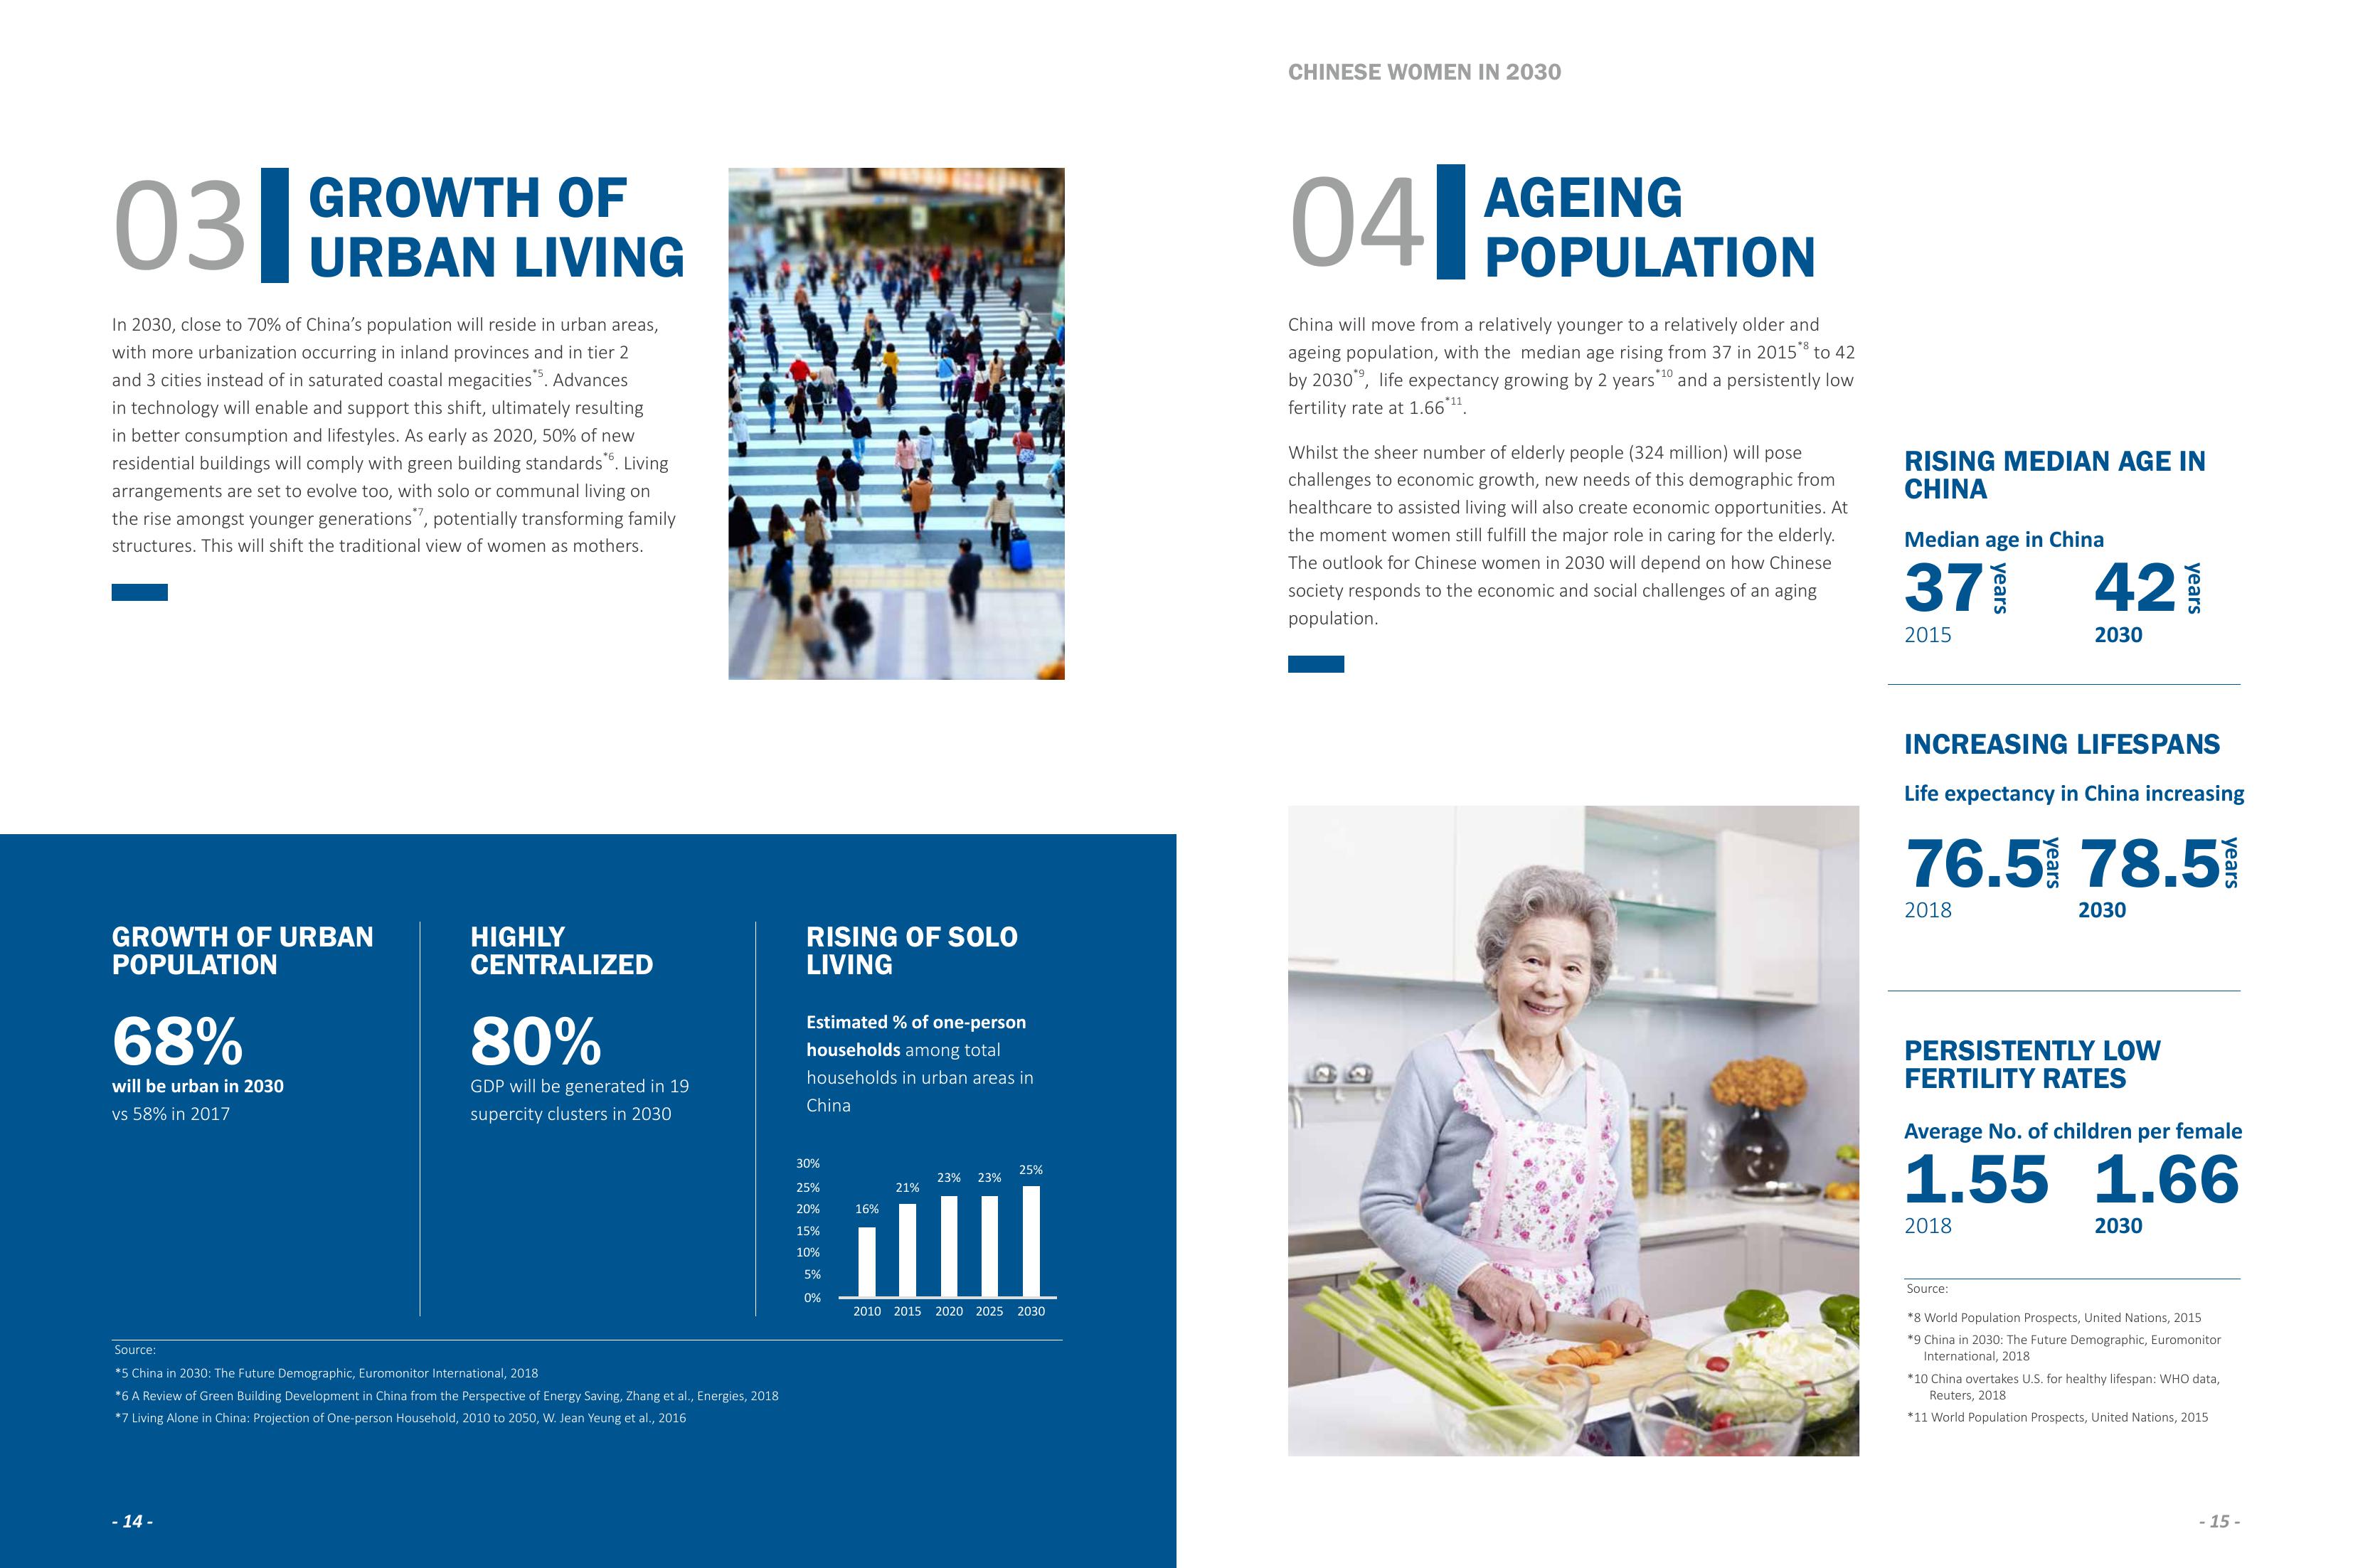 03
GROWTH OF
URBAN LIVING
In 2030, close to 70% of China’s population will reside in urban areas,
with more urbanization occurring in inland provinces and in tier 2
and 3 cities instead of in saturated coastal megacities*5. Advances
in technology will enable and support this shift, ultimately resulting
in better consumption and lifestyles. As early as 2020, 50% of new
residential buildings will comply with green building standards*6. Living
arrangements are set to evolve too, with solo or communal living on
the rise amongst younger generations*7, potentially transforming family
structures. This will shift the traditional view of women as mothers.
GROWTH OF URBAN
POPULATION
68%
will be urban in 2030
vs 58% in 2017
HIGHLY
CENTRALIZED
80%
GDP will be generated in 19
supercity clusters in 2030
RISING OF SOLO
LIVING
Estimated % of one-person
households among total
households in urban areas in
China
30%
25%
20%
15%
10%
5%
0%
16%
21%
23%
23%
25%
2010 2015 2020 2025 2030
Source:
*5 China in 2030: The Future Demographic, Euromonitor International, 2018
*6 A Review of Green Building Development in China from the Perspective of Energy Saving, Zhang et al., Energies, 2018
*7 Living Alone in China: Projection of One-person Household, 2010 to 2050, W. Jean Yeung et al., 2016
- 14 -
CHINESE WOMEN IN 2030
04
AGEING
POPULATION
China will move from a relatively younger to a relatively older and
ageing population, with the median age rising from 37 in 2015*8 to 42
by 2030*9, life expectancy growing by 2 years*10 and a persistently low
fertility rate at 1.66*11.
Whilst the sheer number of elderly people (324 million) will pose
challenges to economic growth, new needs of this demographic from
healthcare to assisted living will also create economic opportunities. At
the moment women still fulfill the major role in caring for the elderly.
The outlook for Chinese women in 2030 will depend on how Chinese
society responds to the economic and social challenges of an aging
population.
RISING MEDIAN AGE IN
CHINA
Median age in China
37 years 42 years
2015 2030
INCREASING LIFESPANS
Life expectancy in China increasing
76.5 years 78.5 years
2018 2030
PERSISTENTLY LOW
FERTILITY RATES
Average No. of children per female
1.55 1.66
2018 2030
Source:
*8 World Population Prospects, United Nations, 2015
*9 China in 2030: The Future Demographic, Euromonitor
International, 2018
*10 China overtakes U.S. for healthy lifespan: WHO data,
Reuters, 2018
*11 World Population Prospects, United Nations, 2015
- 15 -